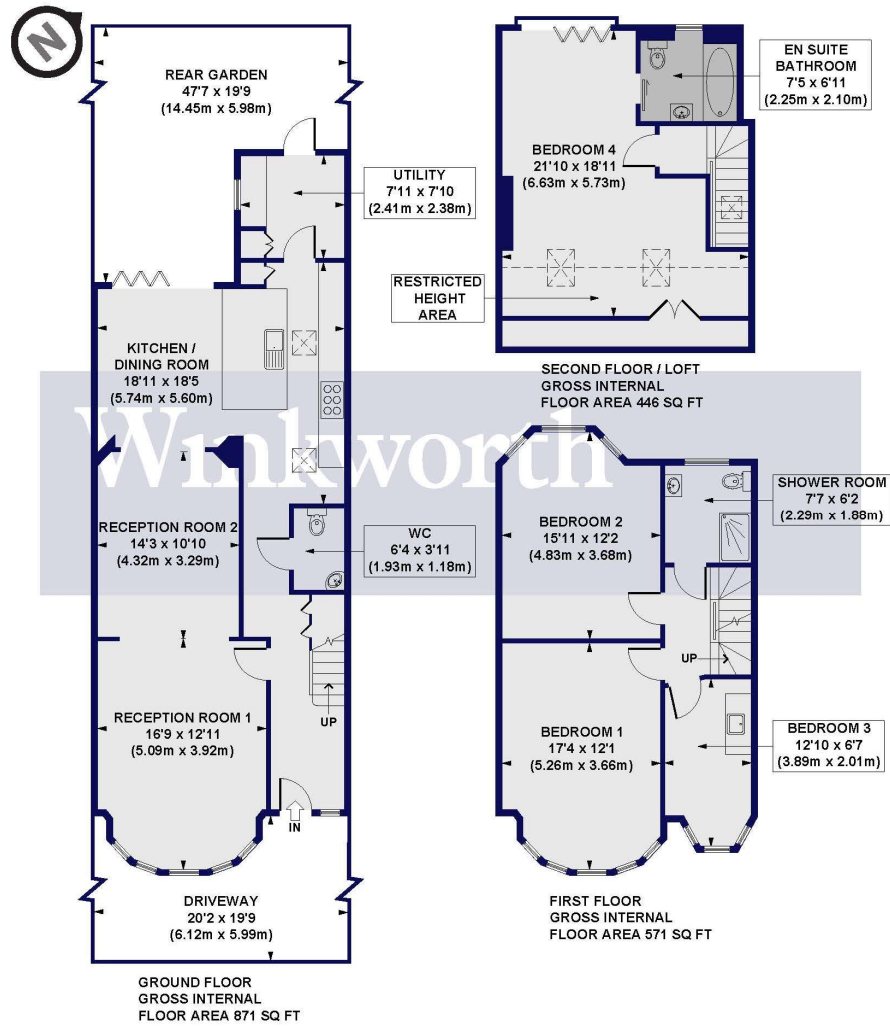 N
REAR GARDEN
47'7 x 19'9
(14.45m x 5.98m)
UTILITY
7'11 x 7'10
(2.41m x 2.38m)
KITCHEN /
DINING ROOM
18'11 x 18'5
(5.74m x 5.60m)
Winkworth
RECEPTION ROOM 2
14'3 x 10'10
(4.32m x 3.29m)
WC
6'4 x 3'11
(1.93m x 1.18m)
UP
RECEPTION ROOM 1
16'9 x 12'11
(5.09m x 3.92m)
IN
DRIVEWAY
20'2 x 19'9
(6.12m x 5.99m)
GROUND FLOOR
GROSS INTERNAL
FLOOR AREA 871 SQ FT
EN SUITE
BATHROOM
7'5 x 6'11
(2.25m x 2.10m)
BEDROOM 4
21'10 x 18'11
(6.63m x 5.73m)
RESTRICTED
HEIGHT
AREA
SECOND FLOOR / LOFT
GROSS INTERNAL
FLOOR AREA 446 SQ FT
SHOWER ROOM
7'7 x 6'2
(2.29m x 1.88m)
BEDROOM 2
15'11 x 12'2
(4.83m x 3.68m)
UP
BEDROOM 1
17'4 x 12'1
(5.26m x 3.66m)
BEDROOM 3
12'10 x 6'7
(3.89m x 2.01m)
FIRST FLOOR
GROSS INTERNAL
FLOOR AREA 571 SQ FT